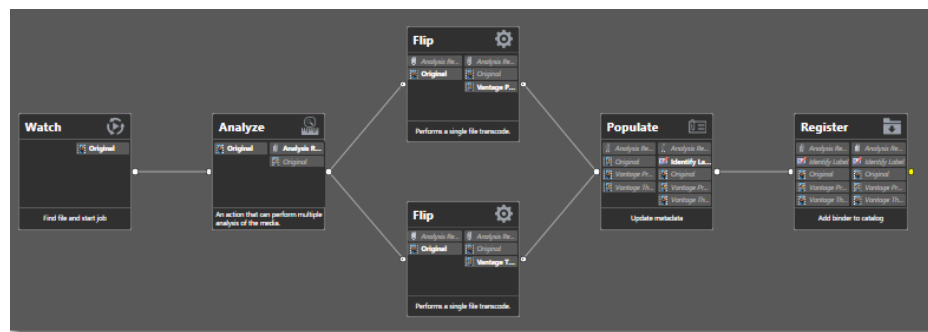 Watch
Original
Find file and start job
Analyze
Original
Analysis R...
Original
An action that can perform multiple
analysis of the media.
Flip
Analysis Re...
Analysis Re...
Original
Original
Vantage P...
Performs a single file transcode.
Flip
Analysis Re...
Analysis Re...
Original
Original
Vantage T...
Performs a single file transcode.
Populate
Analysis Re...
Analysis Re...
Original
Identify La...
Vantage Pr...
Original
Vantage Th...
Vantage Pr...
Vantage Th...
Update metadata
Register
Analysis Re...
Analysis Re...
Identify Label
Identify Label
Original
Original
Vantage Pr...
Vantage Pr...
Vantage Th...
Vantage Th...
Add binder to catalog